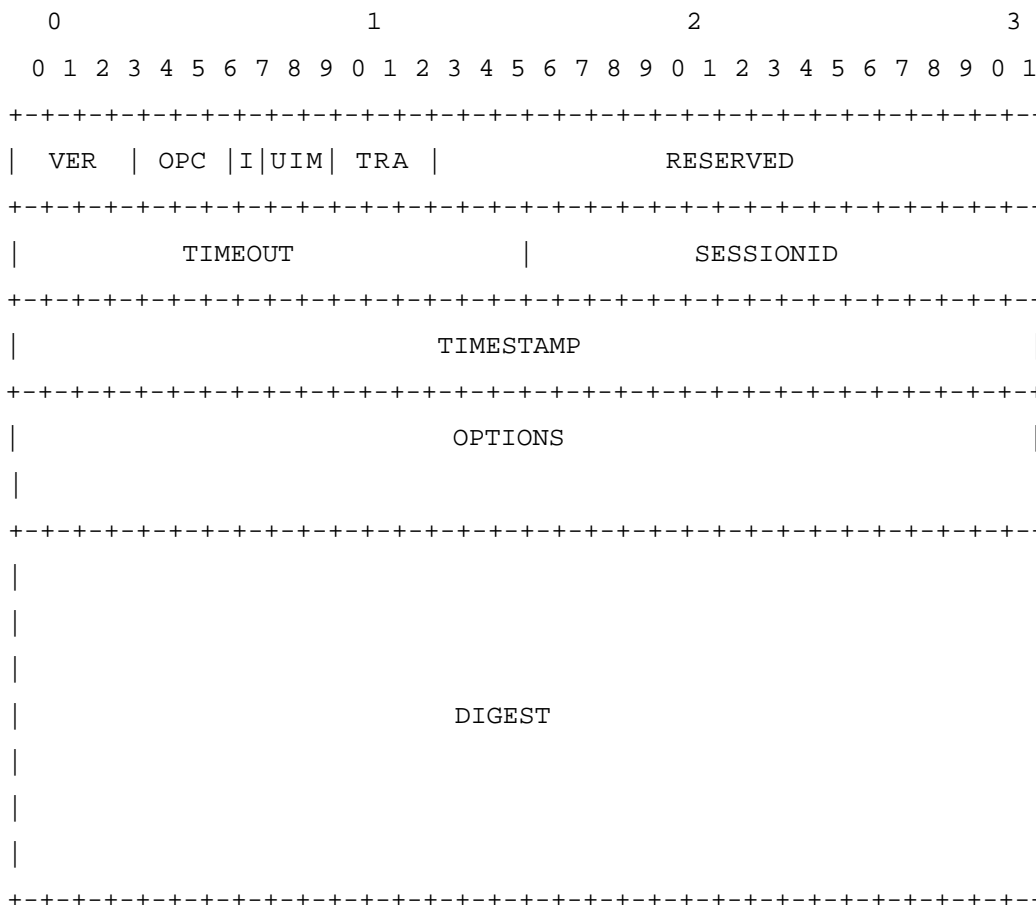 0                   1                   2                   3
0 1 2 3 4 5 6 7 8 9 0 1 2 3 4 5 6 7 8 9 0 1 2 3 4 5 6 7 8 9 0 1
+-+-+-+-+-+-+-+-+-+-+-+-+-+-+-+-+-+-+-+-+-+-+-+-+-+-+-+-+-+-+-+-+-
|  VER  | OPC |I|UIM| TRA |              RESERVED
+-+-+-+-+-+-+-+-+-+-+-+-+-+-+-+-+-+-+-+-+-+-+-+-+-+-+-+-+-+-+-+-+-
|          TIMEOUT              |          SESSIONID
+-+-+-+-+-+-+-+-+-+-+-+-+-+-+-+-+-+-+-+-+-+-+-+-+-+-+-+-+-+-+-+-+-
|                          TIMESTAMP                            |
+-+-+-+-+-+-+-+-+-+-+-+-+-+-+-+-+-+-+-+-+-+-+-+-+-+-+-+-+-+-+-+-+
|                           OPTIONS                             |
|
+-+-+-+-+-+-+-+-+-+-+-+-+-+-+-+-+-+-+-+-+-+-+-+-+-+-+-+-+-+-+-+-+-
|
|
|
|                           DIGEST
|
|
|
+-+-+-+-+-+-+-+-+-+-+-+-+-+-+-+-+-+-+-+-+-+-+-+-+-+-+-+-+-+-+-+-+-